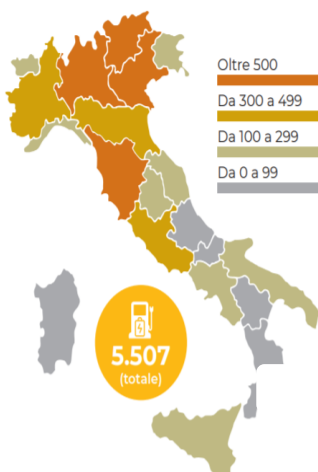 Oltre 500
Da 300 a 499
Da 100 a 299
Da 0 a 99
5.507
(totale)